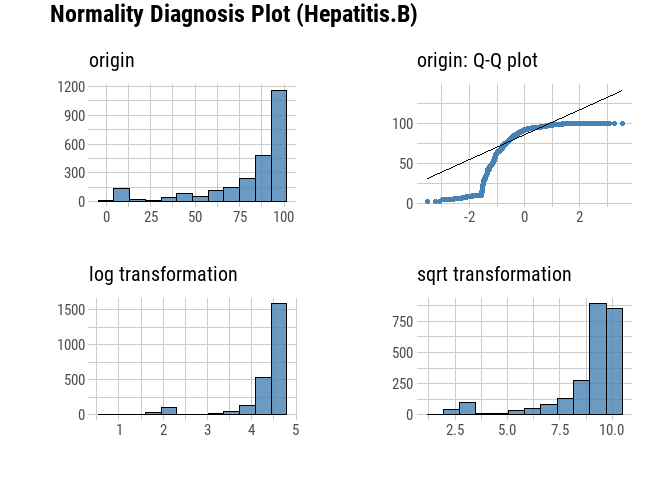 Normality Diagnosis Plot (Hepatitis.B)
origin
1200
900
600
300
0
0 25 50 75 100
origin: Q-Q plot
100
50
0
-2 0 2
log transformation
1500
1000
500
0
1 2 3 4 5
sqrt transformation
750
500
250
0
2.5 5.0 7.5 10.0